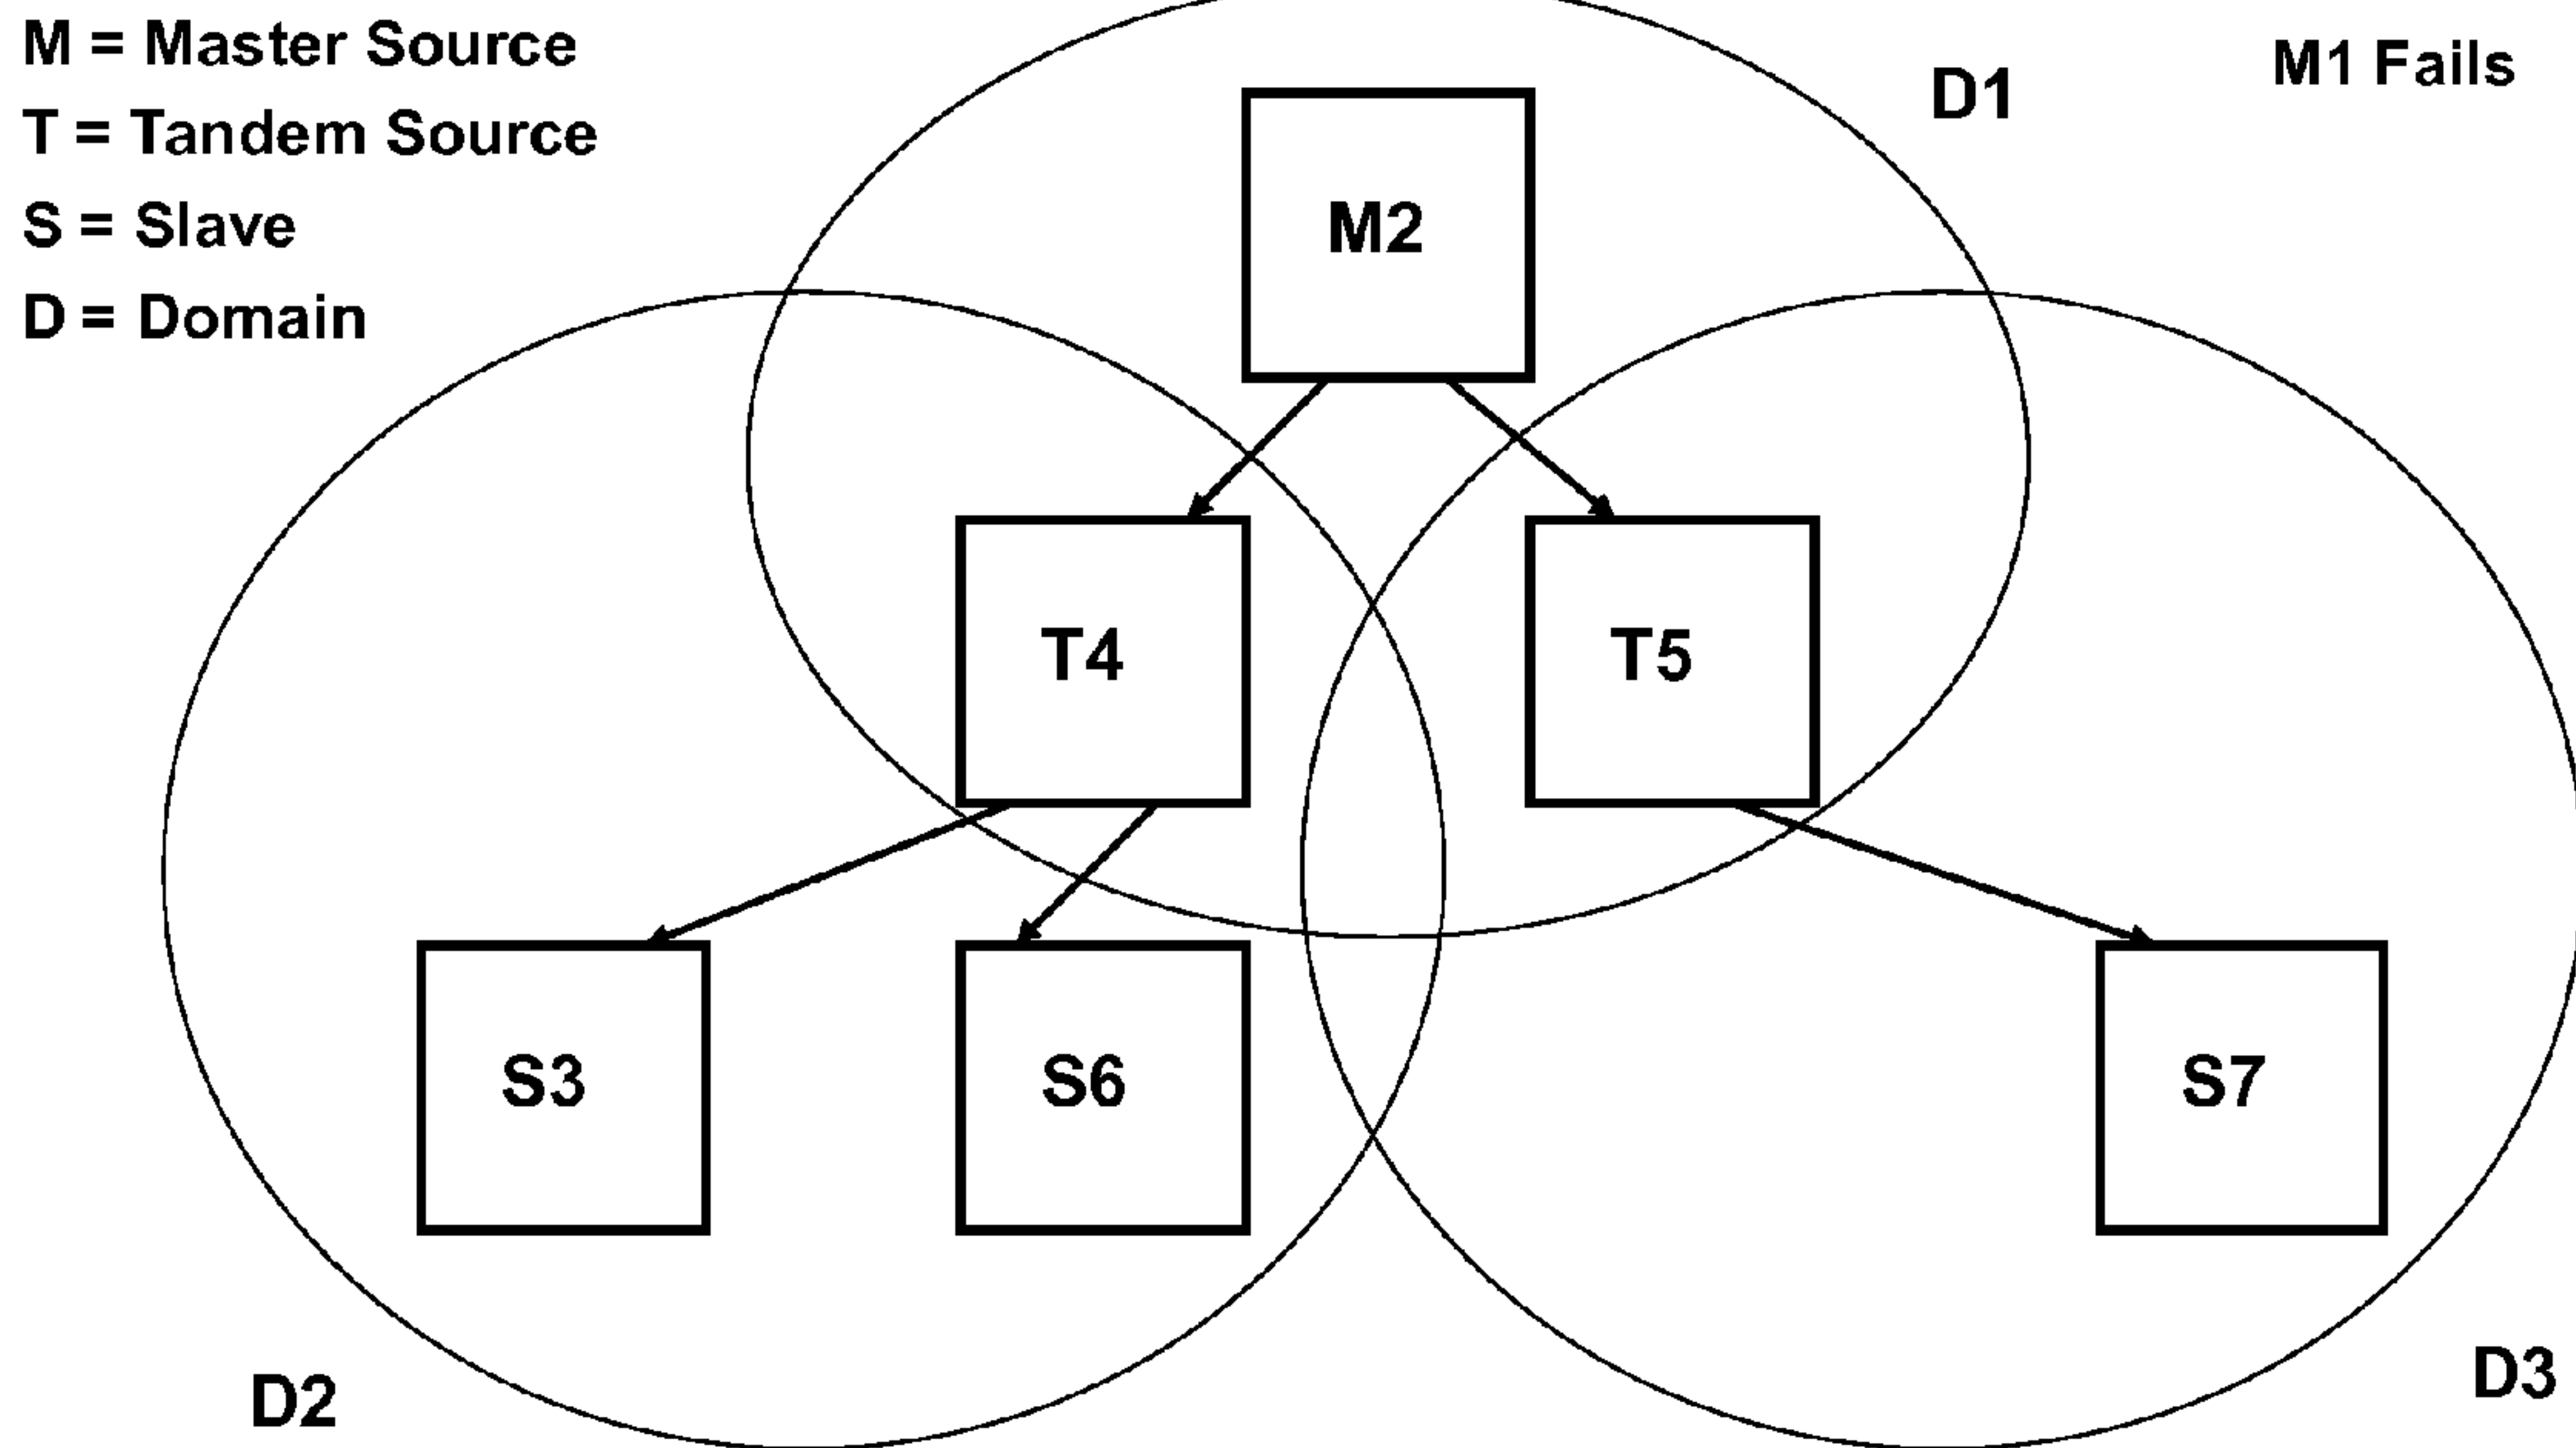 M = Master Source
T = Tandem Source
S = Slave
D = Domain
D1
M1 Fails
M2
T4
T5
S3
S6
S7
D2
D3